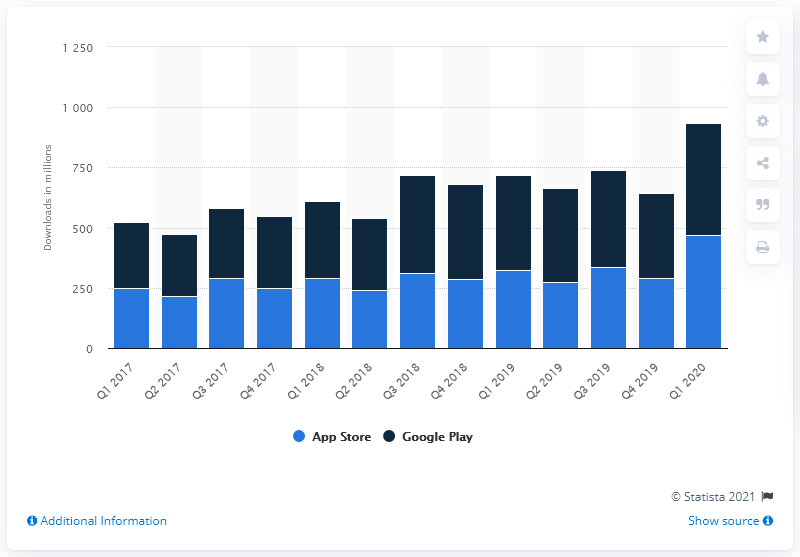 1 250
1 000
750
500
250
0
Downloads in millions
Q1 2017
Q2 2017
Q3 2017
Q4 2017
Q1 2018
Q2 2018
Q3 2018
Q4 2018
Q1 2019
Q2 2019
Q3 2019
Q4 2019
Q1 2020
App Store Google Play
© Statista 2021
Additional Information
Show source